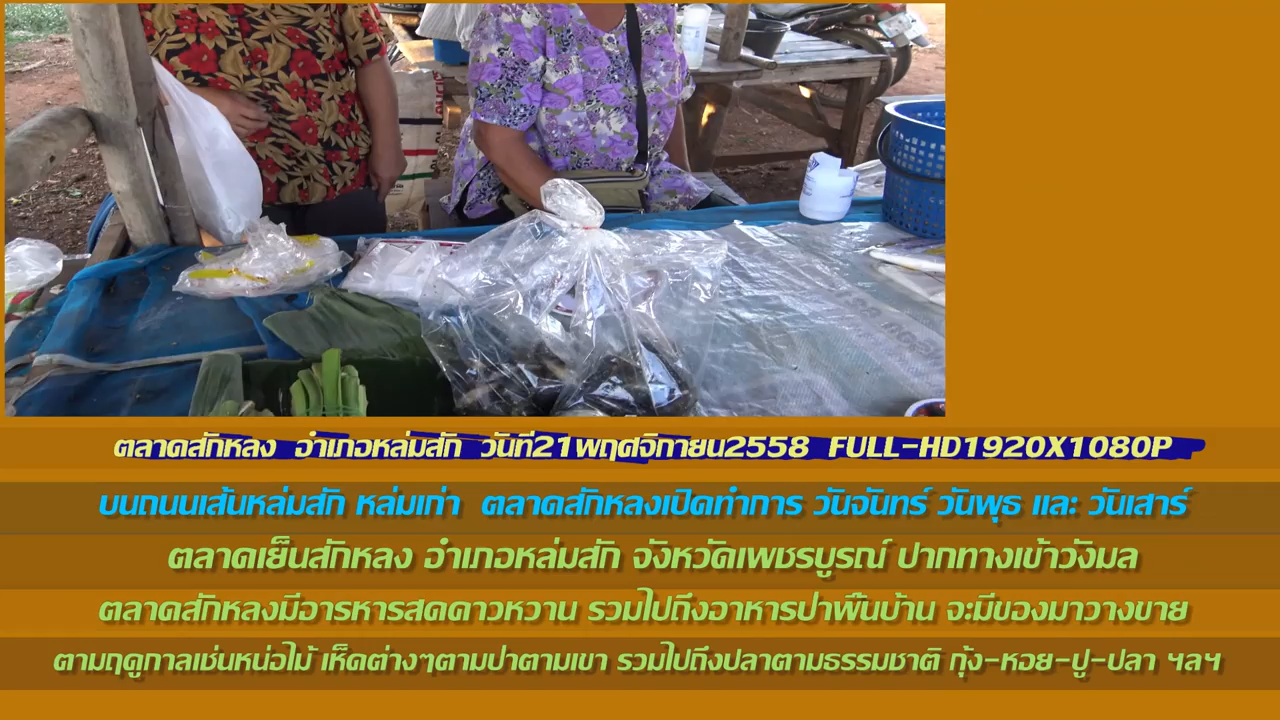 ตลาดสักหลง อำเภอหล่มสัก วันที่21พฤศจิกายน2558 FULL-HD1920X1080P
บนถนนเส้นหล่มสัก หล่มเก่า ตลาดสักหลงเปิดทำการ วันจันทร์ วันพุธ และ วันเสาร์
ตลาดเย็นสักหลง อำเภอหล่มสัก จังหวัดเพชรบูรณ์ ปากทางเข้าวังมล
ตลาดสักหลงมีอารหารสดคาวหวาน รวมไปถึงอาหารป่าพื้นบ้าน จะมีของมาวางขาย
ตามฤดูกาลเช่นหน่อไม้ เห็ดต่างๆตามป่าตามเขา รวมไปถึงปลาตามธรรมชาติ กุ้ง-หอย-ปู-ปลา ฯลฯ